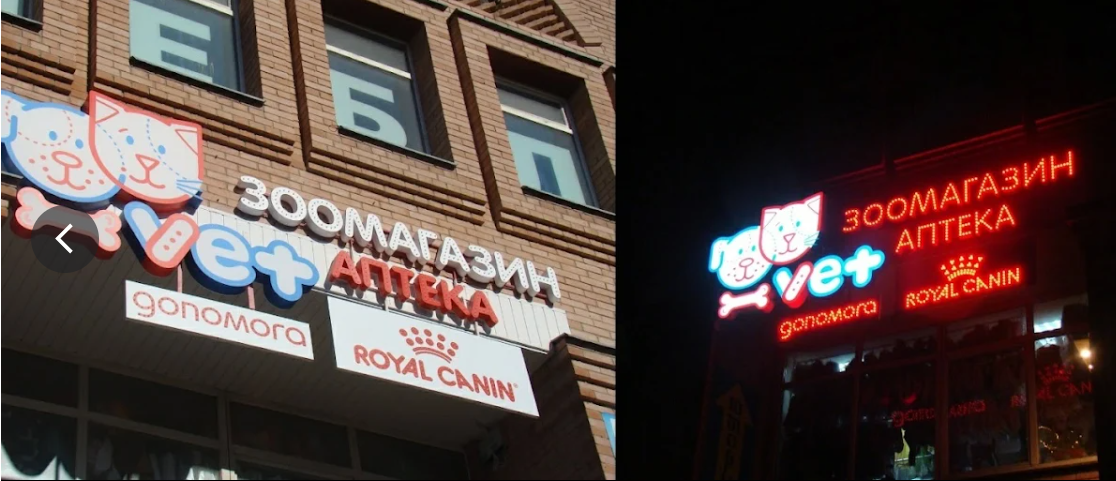 Е
Б
ЗООМАГАЗИН
АПТЕКА
vet
допомога
ROYAL CANIN
ЗООМАГАЗИН
АПТЕКА
vet
ROYAL CANIN
допомога